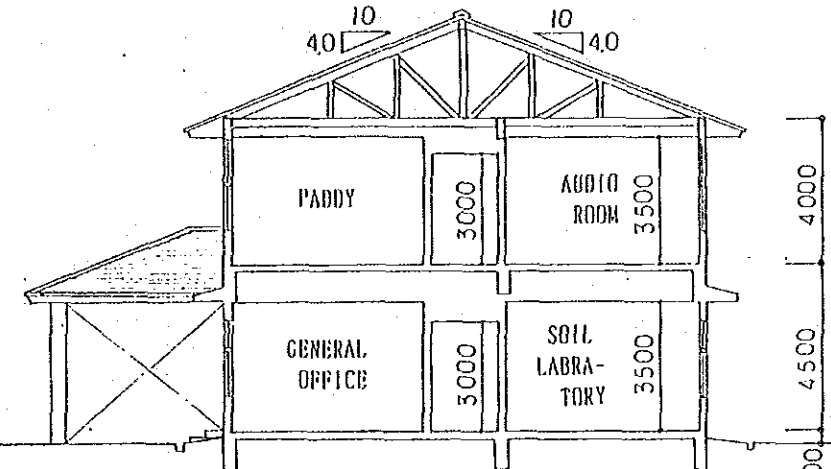 10
4.0
10
4.0
PADDY
3000
AUDIO
ROOM
3500
4000
GENERAL
OFFICE
3000
SOIL
LABRA-
TORY
3500
4500